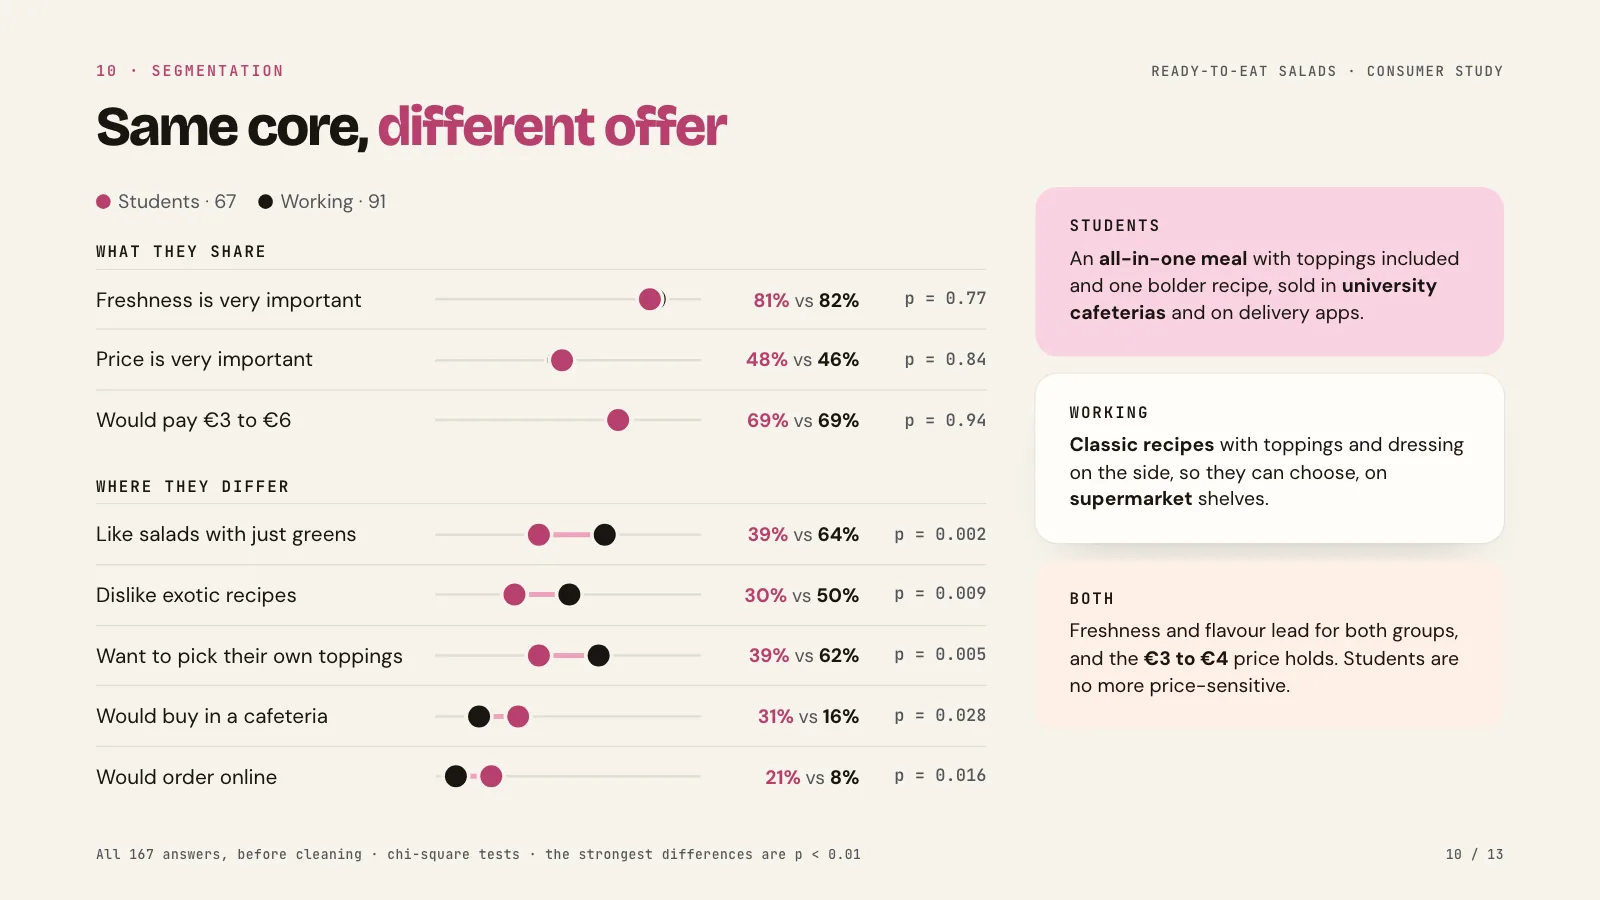 10 · SEGMENTATION
READY-TO-EAT SALADS · CONSUMER STUDY
Same core, different offer
Students · 67 Working · 91
WHAT THEY SHARE
Freshness is very important 81% vs 82% p = 0.77
Price is very important 48% vs 46% p = 0.84
Would pay €3 to €6 69% vs 69% p = 0.94
WHERE THEY DIFFER
Like salads with just greens 39% vs 64% p = 0.002
Dislike exotic recipes 30% vs 50% p = 0.009
Want to pick their own toppings 39% vs 62% p = 0.005
Would buy in a cafeteria 31% vs 16% p = 0.028
Would order online 21% vs 8% p = 0.016
STUDENTS
An all-in-one meal with toppings included
and one bolder recipe, sold in university
cafeterias and on delivery apps.
WORKING
Classic recipes with toppings and dressing
on the side, so they can choose, on
supermarket shelves.
BOTH
Freshness and flavour lead for both groups,
and the €3 to €4 price holds. Students are
no more price-sensitive.
All 167 answers, before cleaning · chi-square tests · the strongest differences are p < 0.01
10 / 13